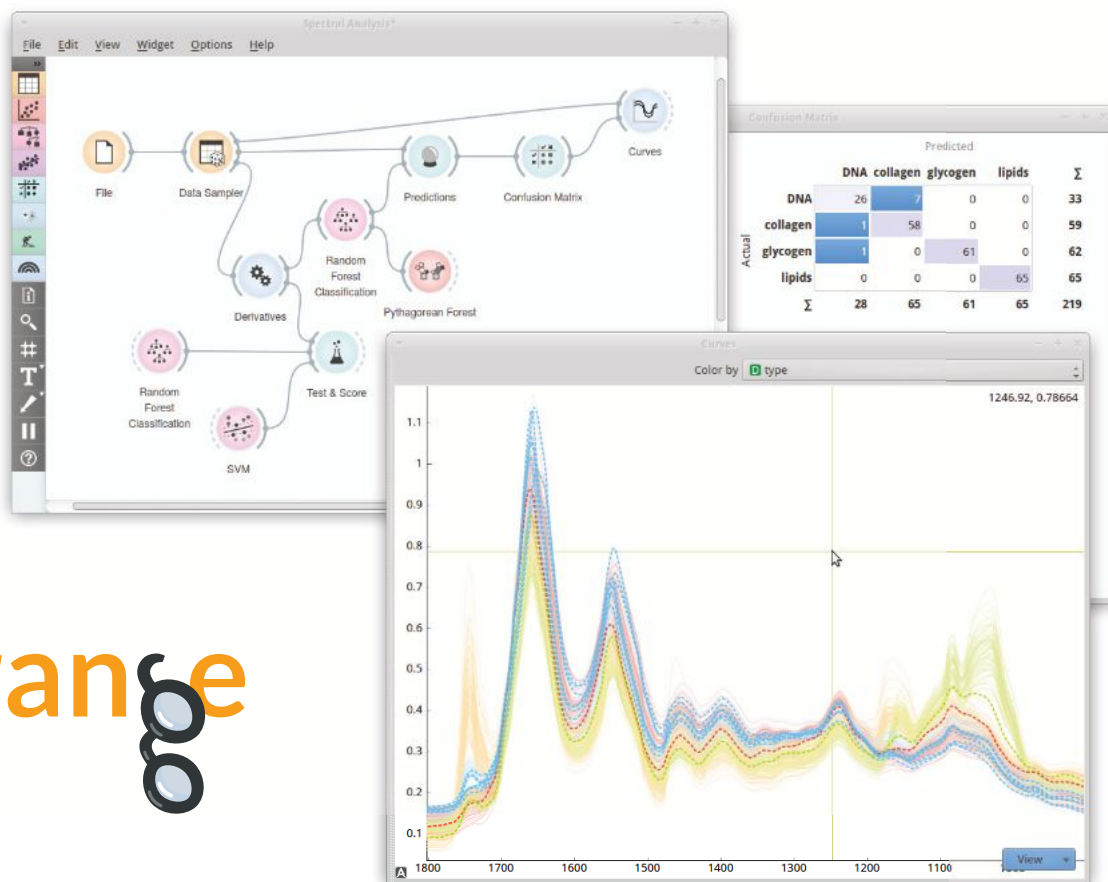 Spectral Analysis*
File Edit View Widget Options Help
File
Data Sampler
Predictions
Confusion Matrix
Curves
Random
Forest
Classification
Pythagorean Forest
Derivatives
Random
Forest
Classification
Test & Score
SVM
Confusion Matrix
Predicted
DNA collagen glycogen lipids Σ
Actual
DNA 26 7 0 0 33
collagen 1 58 0 0 59
glycogen 1 0 61 0 62
lipids 0 0 0 65 65
Σ 28 65 61 65 219
Curves
Color by D type
1246.92, 0.78664
1.1
1
0.9
0.8
0.7
0.6
0.5
0.4
0.3
0.2
0.1
A 1800 1700 1600 1500 1400 1300 1200 1100
View
range